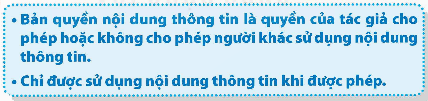 • Bản quyền nội dung thông tin là quyền của tác giả cho
phép hoặc không cho phép người khác sử dụng nội dung
thông tin.
• Chỉ được sử dụng nội dung thông tin khi được phép.